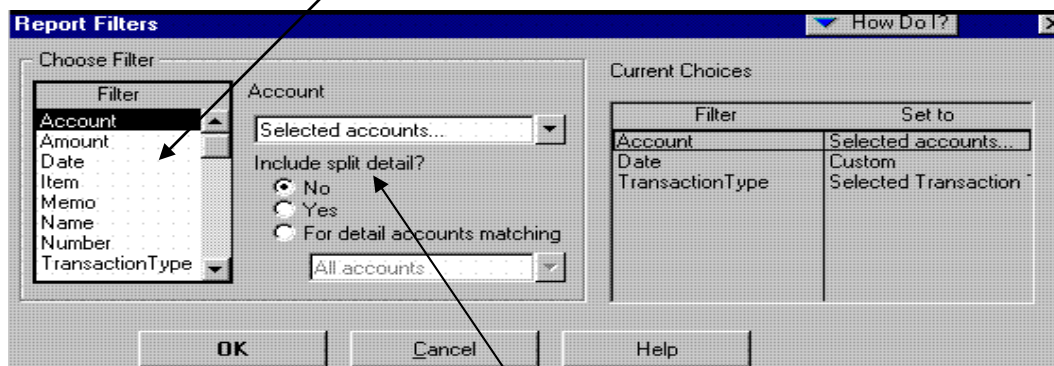 Report Filters
How Do I?
Choose Filter
Filter
Account
Amount
Date
Item
Memo
Name
Number
TransactionType
Account
Selected accounts...
Include split detail?
No
Yes
For detail accounts matching
All accounts
Current Choices
Filter Set to
Account Selected accounts...
Date Custom
TransactionType Selected Transaction
OK Cancel Help